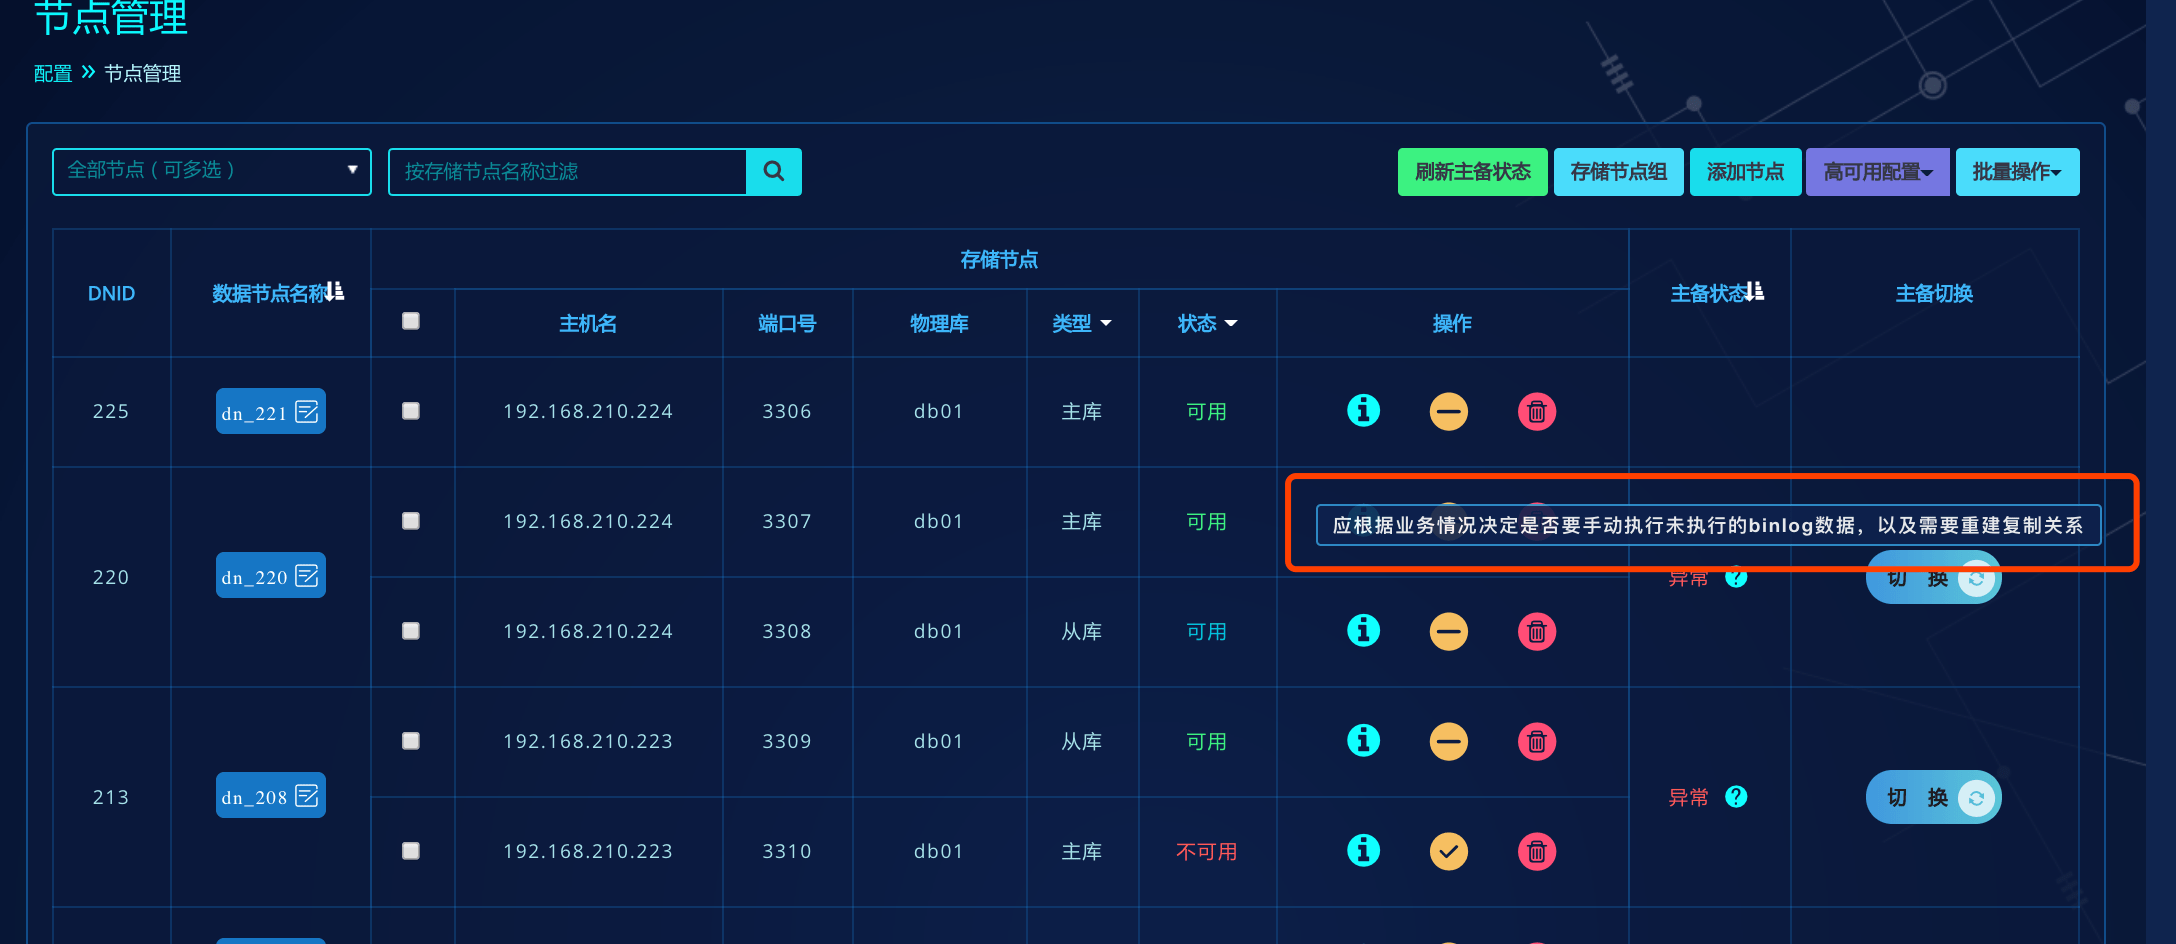 节点管理
配置 » 节点管理
全部节点（可多选）
按存储节点名称过滤
刷新主备状态
存储节点组
添加节点
高可用配置
批量操作
DNID 数据节点名称 存储节点 主备状态 主备切换
主机名 端口号 物理库 类型 状态 操作
225 dn_221 192.168.210.224 3306 db01 主库 可用
192.168.210.224 3307 db01 主库 可用
应根据业务情况决定是否要手动执行未执行的binlog数据，以及需要重建复制关系
220 dn_220 异常 切 换
192.168.210.224 3308 db01 从库 可用
192.168.210.223 3309 db01 从库 可用
213 dn_208 异常 切 换
192.168.210.223 3310 db01 主库 不可用